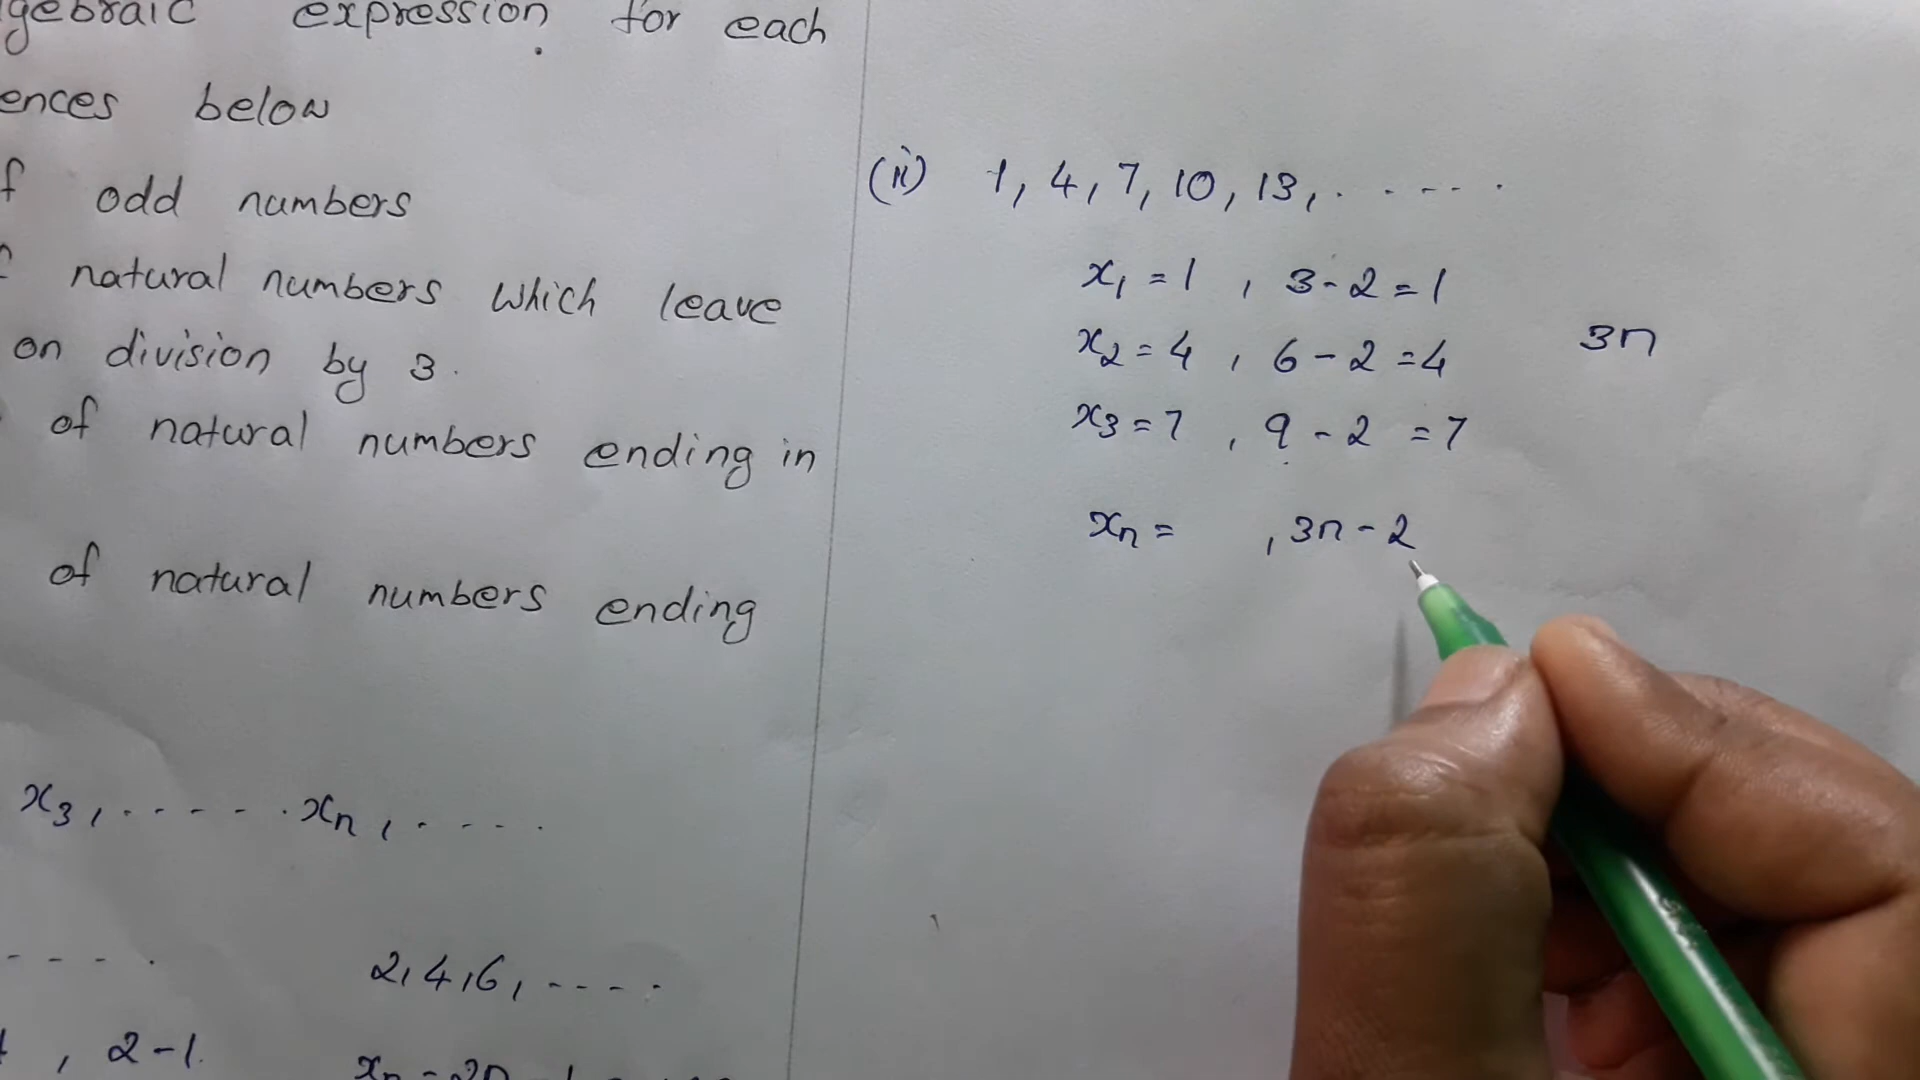 gebraic expression for each
ences below
f odd numbers
natural numbers which leave
on division by 3.
of natural numbers ending in
of natural numbers ending
x₃, ..... xₙ, ....
2, 4, 6, ....
, 2-1.
(ii) 1, 4, 7, 10, 13, .....
x₁ = 1 , 3-2=1
x₂ = 4 , 6-2=4
3n
x₃ = 7 , 9-2=7
xₙ = , 3n-2